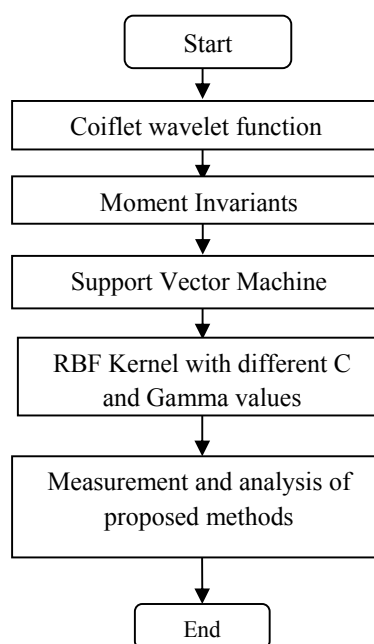 Start
Coiflet wavelet function
Moment Invariants
Support Vector Machine
RBF Kernel with different C
and Gamma values
Measurement and analysis of
proposed methods
End